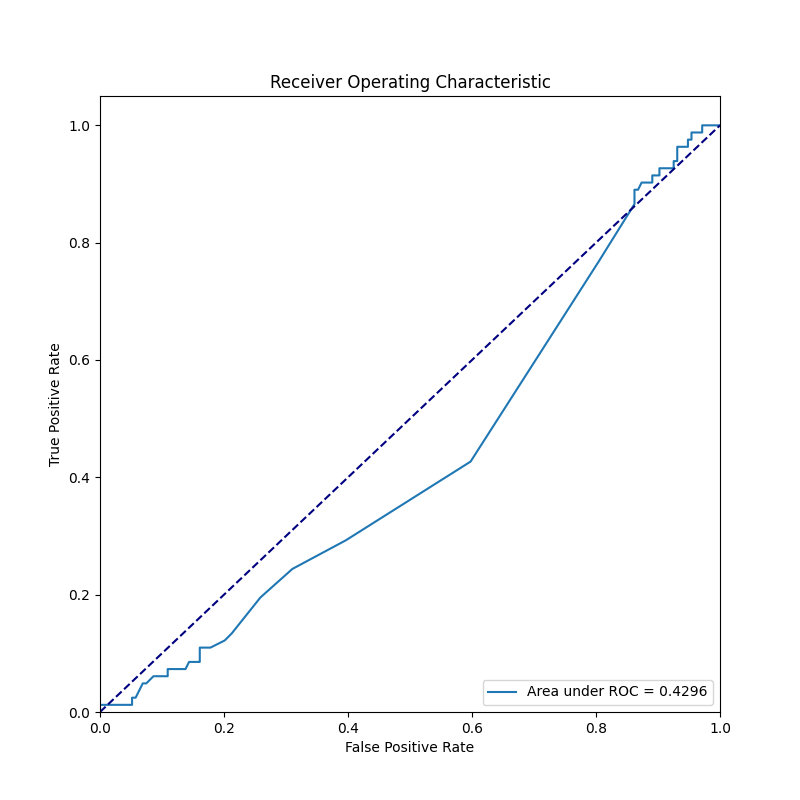 Receiver Operating Characteristic
True Positive Rate
1.0
0.8
0.6
0.4
0.2
0.0
Area under ROC = 0.4296
0.0 0.2 0.4 0.6 0.8 1.0
False Positive Rate